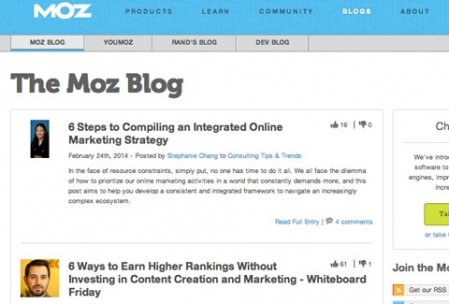 MOZ PRODUCTS LEARN COMMUNITY BLOGS ABOUT
MOZ BLOG YOUMOZ RAND'S BLOG DEV BLOG
The Moz Blog
6 Steps to Compiling an Integrated Online
Marketing Strategy
16 | 0
February 24th, 2014 - Posted by Stephanie Chang to Consulting Tips & Trends
In the face of resource constraints, simply put, no one has time to do it all. We all face the dilemma
of how to prioritize our online marketing activities in a world that constantly demands more, and this
post aims to help you develop a consistent and integrated framework to navigate an increasingly
complex ecosystem.
Read Full Entry | 4 comments
6 Ways to Earn Higher Rankings Without
Investing in Content Creation and Marketing - Whiteboard
Friday
61 | 1
Ch
We've intro
software to
engines, impr
i
Tak
or take
Join the Mo
Get our RSS